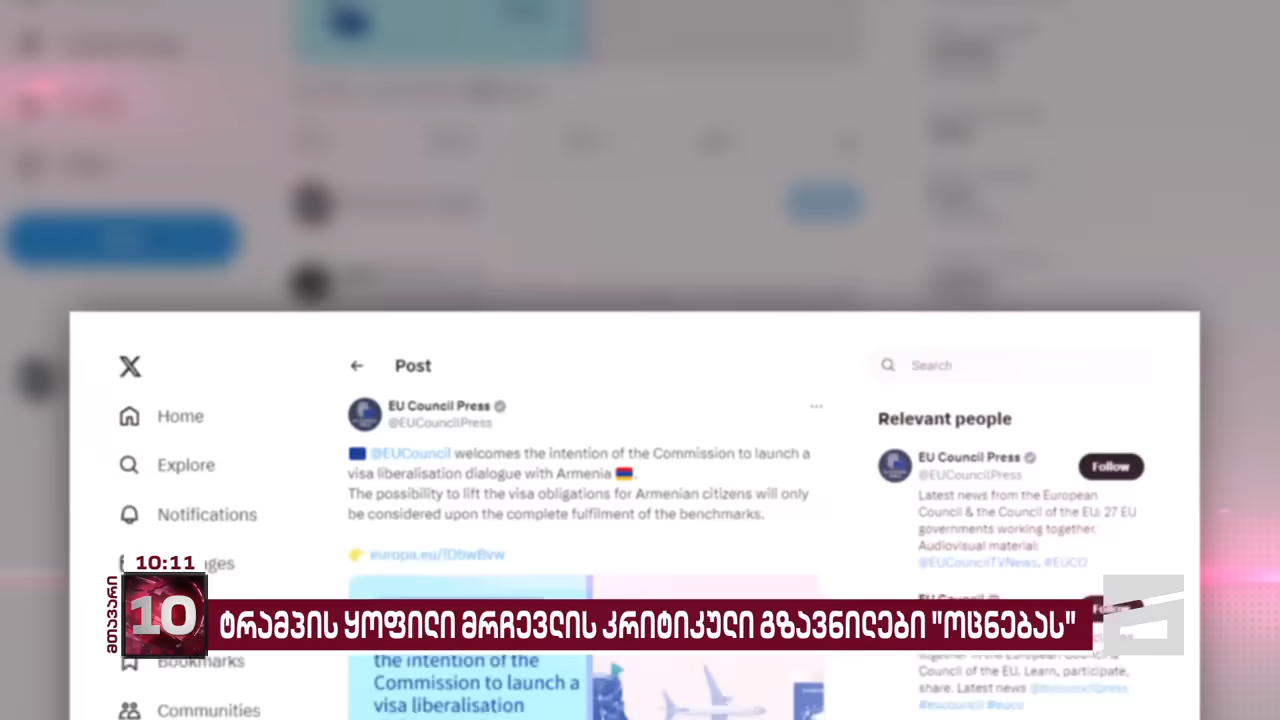 Post
Search
EU Council Press
@EUCouncilPress
Home
Explore
Notifications
@EUCouncil welcomes the intention of the Commission to launch a
visa liberalisation dialogue with Armenia
The possibility to lift the visa obligations for Armenian citizens will only
be considered upon the complete fulfilment of the benchmarks.
Relevant people
EU Council Press
@EUCouncilPress
Follow
Latest news from the European
Council & the Council of the EU: 27 EU
governments working together.
Audiovisual material:
@EUCouncilTVNews, #EUCO
10:11
მთავარი
10
ტრამპის ყოფილი მრჩევლის კრიტიკული გზავნილები "ოცნებას"
Bookmarks
Communities
the intention of the
Commission to launch a
visa liberalisation
Council of the EU. Learn, participate,
share. Latest news